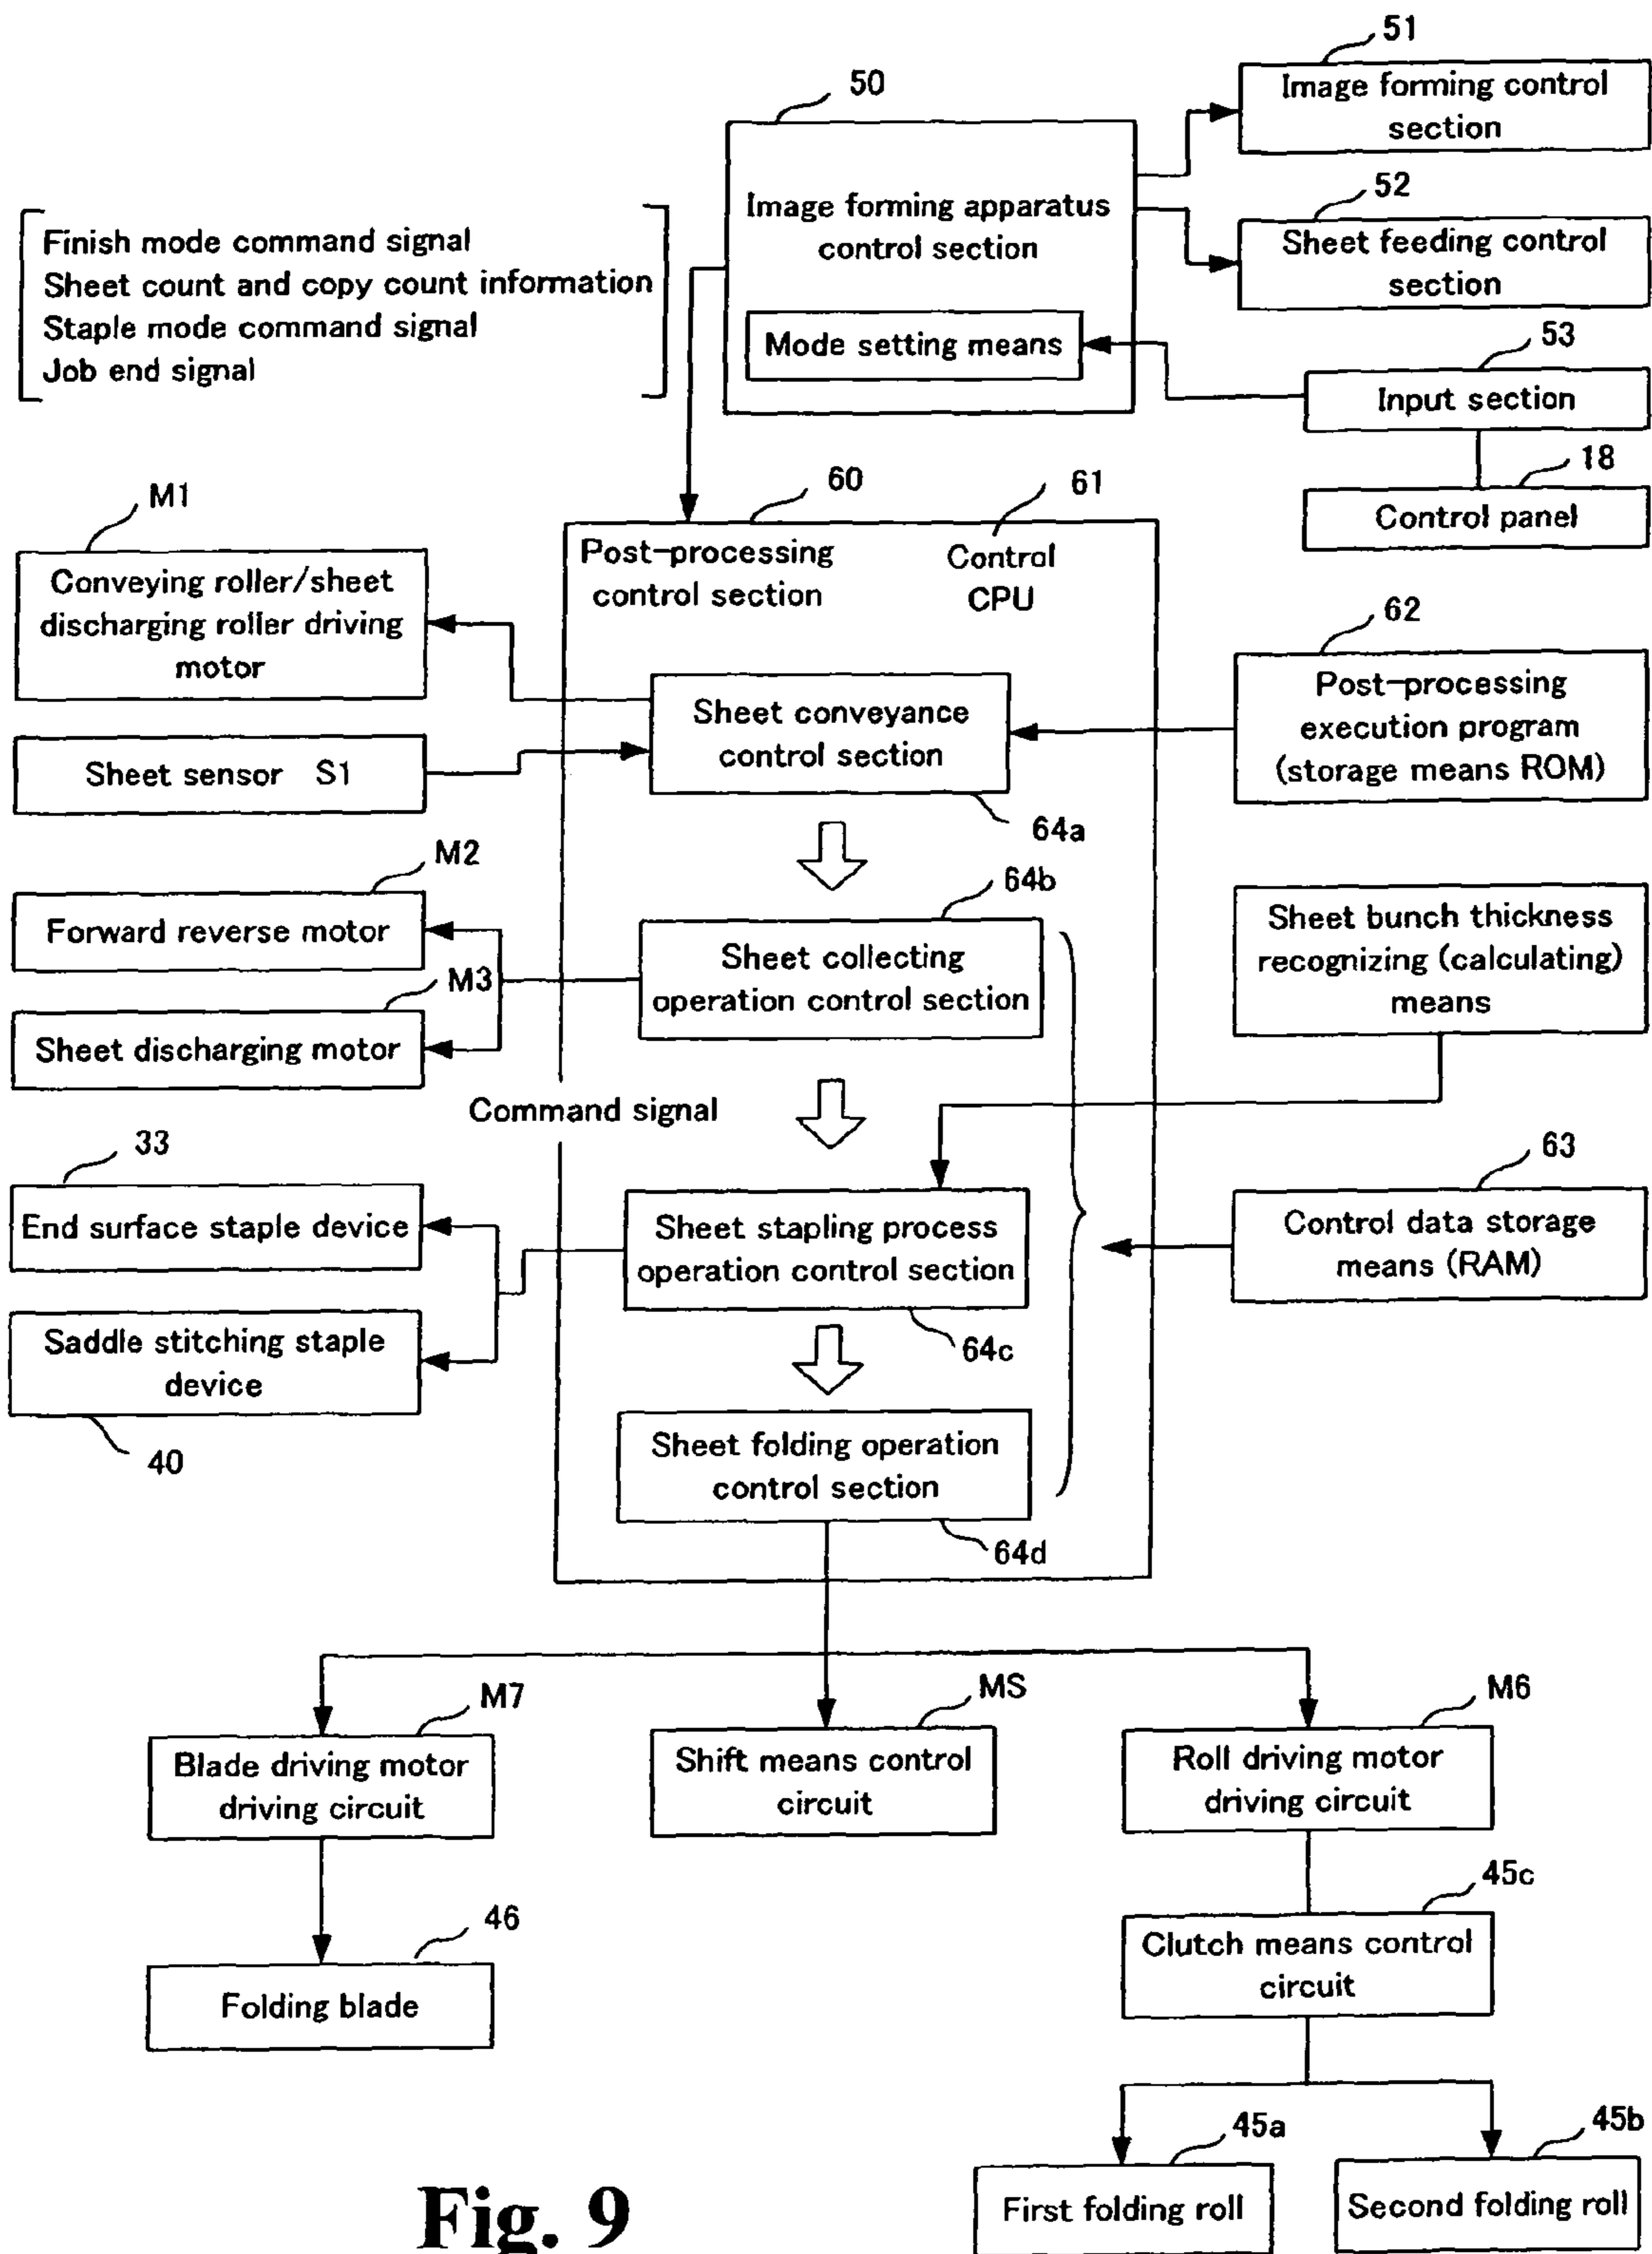 51
Image forming control
section
50
52
Image forming apparatus
control section
Sheet feeding control
section
Finish mode command signal
Sheet count and copy count information
Staple mode command signal
Job end signal
Mode setting means
53
Input section
18
Control panel
M1
60
61
Post-processing
control section
Control
CPU
Conveying roller/sheet
discharging roller driving
motor
62
Post-processing
execution program
(storage means ROM)
Sheet conveyance
control section
Sheet sensor S1
64a
M2
64b
Forward reverse motor
Sheet collecting
operation control section
Sheet bunch thickness
recognizing (calculating)
means
M3
Sheet discharging motor
Command signal
33
63
End surface staple device
Sheet stapling process
operation control section
Control data storage
means (RAM)
Saddle stitching staple
device
64c
40
Sheet folding operation
control section
64d
M7
MS
M6
Blade driving motor
driving circuit
Shift means control
circuit
Roll driving motor
driving circuit
45c
46
Clutch means control
circuit
Folding blade
45a
45b
First folding roll
Second folding roll
Fig. 9